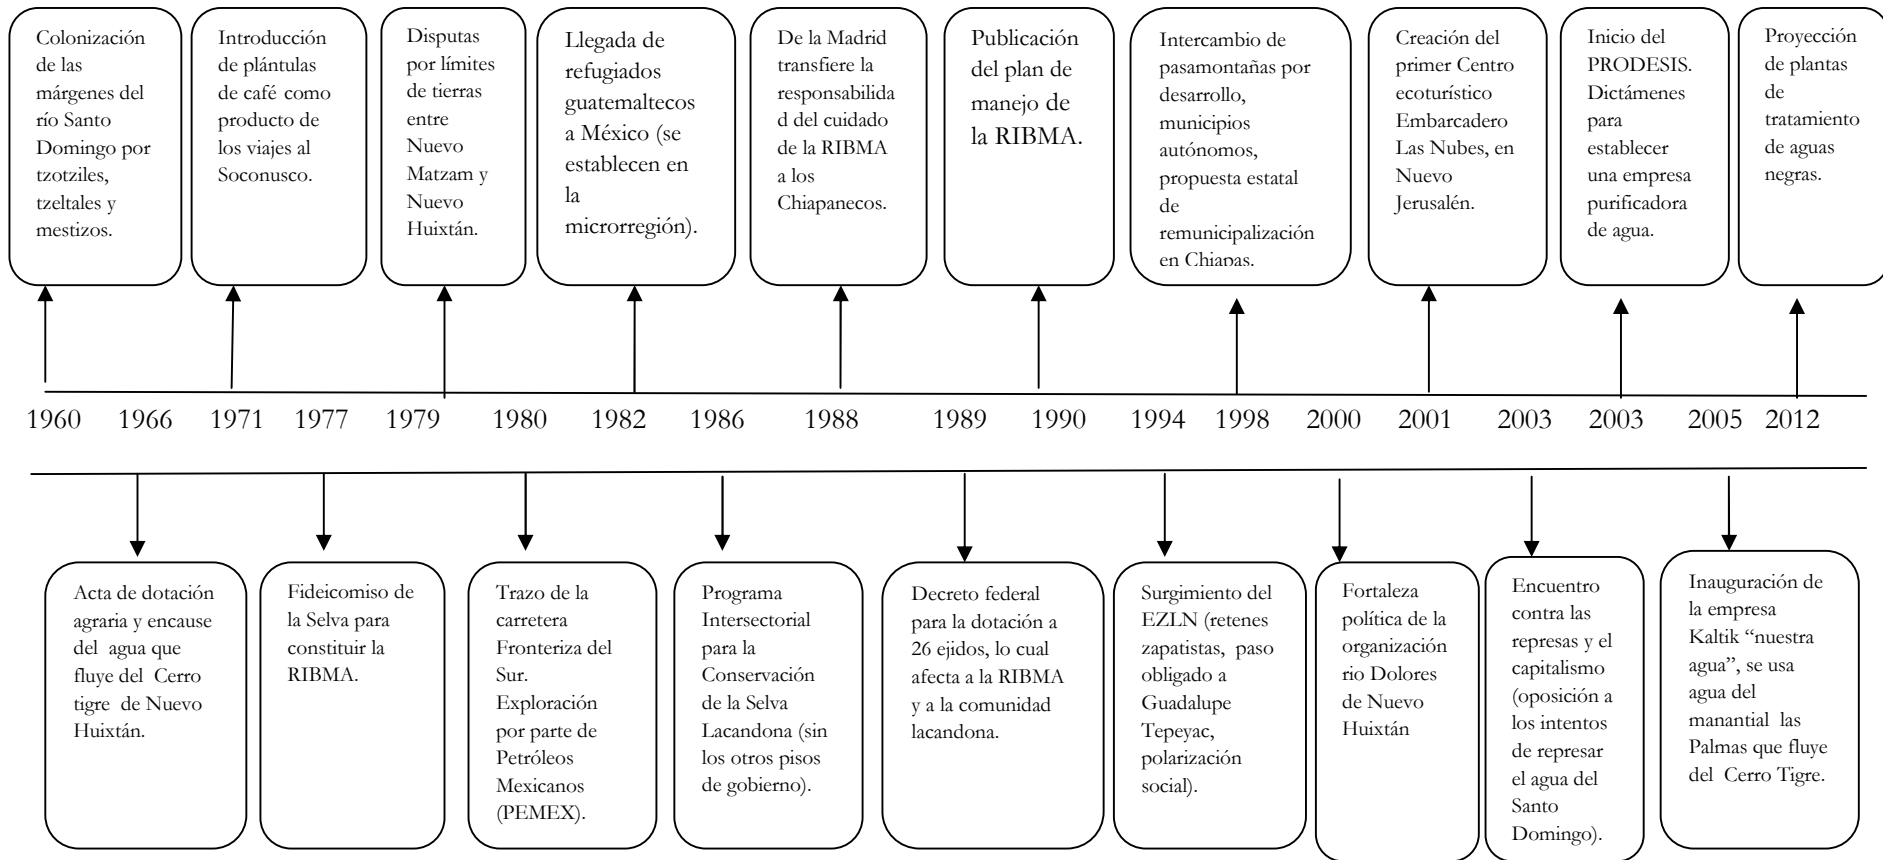 Colonización
de las
márgenes del
río Santo
Domingo por
tzotziles,
tzeltales y
mestizos.
Introducción
de plántulas
de café como
producto de
los viajes al
Soconusco.
Disputas
por límites
de tierras
entre
Nuevo
Matzam y
Nuevo
Huixtán.
Llegada de
refugiados
guatemaltecos
a México (se
establecen en
la
microrregión).
De la Madrid
transfiere la
responsabilida
d del cuidado
de la RIBMA
a los
Chiapanecos.
Publicación
del plan de
manejo de
la RIBMA.
Intercambio de
pasamontañas por
desarrollo,
municipios
autónomos,
propuesta estatal
de
remunicipalización
en Chiapas.
Creación del
primer Centro
ecoturístico
Embarcadero
Las Nubes, en
Nuevo
Jerusalén.
Inicio del
PRODESIS.
Dictámenes
para
establecer
una empresa
purificadora
de agua.
Proyección
de plantas
de
tratamiento
de aguas
negras.
1960 1966 1971 1977 1979 1980 1982 1986 1988 1989 1990 1994 1998 2000 2001 2003 2003 2005 2012
Acta de dotación
agraria y encause
del agua que
fluye del Cerro
tigre de Nuevo
Huixtán.
Fideicomiso de
la Selva para
constituir la
RIBMA.
Trazo de la
carretera
Fronteriza del
Sur.
Exploración
por parte de
Petróleos
Mexicanos
(PEMEX).
Programa
Intersectorial
para la
Conservación
de la Selva
Lacandona (sin
los otros pisos
de gobierno).
Decreto federal
para la dotación a
26 ejidos, lo cual
afecta a la RIBMA
y a la comunidad
lacandona.
Surgimiento del
EZLN (retenes
zapatistas, paso
obligado a
Guadalupe
Tepeyac,
polarización
social).
Fortaleza
política de la
organización
rio Dolores
de Nuevo
Huixtán
Encuentro
contra las
represas y el
capitalismo
(oposición a
los intentos
de represar
el agua del
Santo
Domingo).
Inauguración de
la empresa
Kaltik “nuestra
agua”, se usa
agua del
manantial las
Palmas que fluye
del Cerro Tigre.